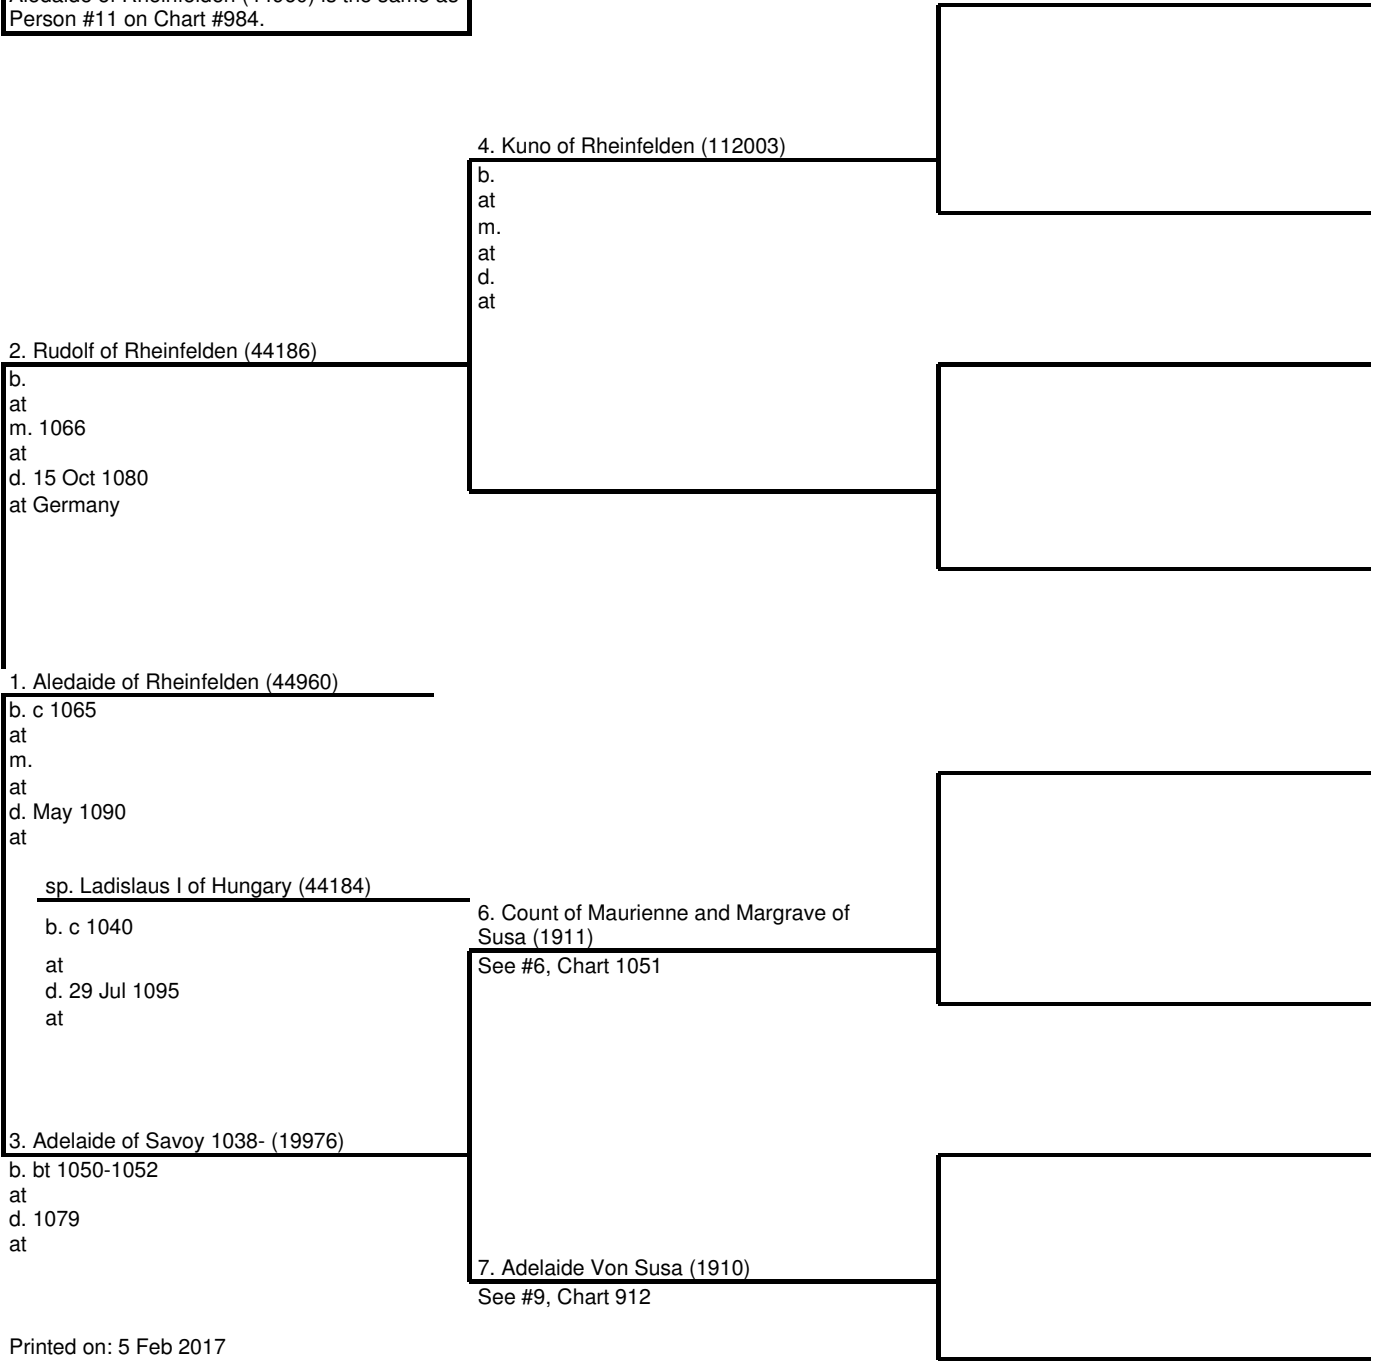 Person #11 on Chart #984.
4. Kuno of Rheinfelden (112003)
b.
at
m.
at
d.
at
2. Rudolf of Rheinfelden (44186)
b.
at
m. 1066
at
d. 15 Oct 1080
at Germany
1. Aledaide of Rheinfelden (44960)
b. c 1065
at
m.
at
d. May 1090
at
sp. Ladislaus I of Hungary (44184)
b. c 1040
at
d. 29 Jul 1095
at
6. Count of Maurienne and Margrave of
Susa (1911)
See #6, Chart 1051
3. Adelaide of Savoy 1038- (19976)
b. bt 1050-1052
at
d. 1079
at
7. Adelaide Von Susa (1910)
See #9, Chart 912
Printed on: 5 Feb 2017